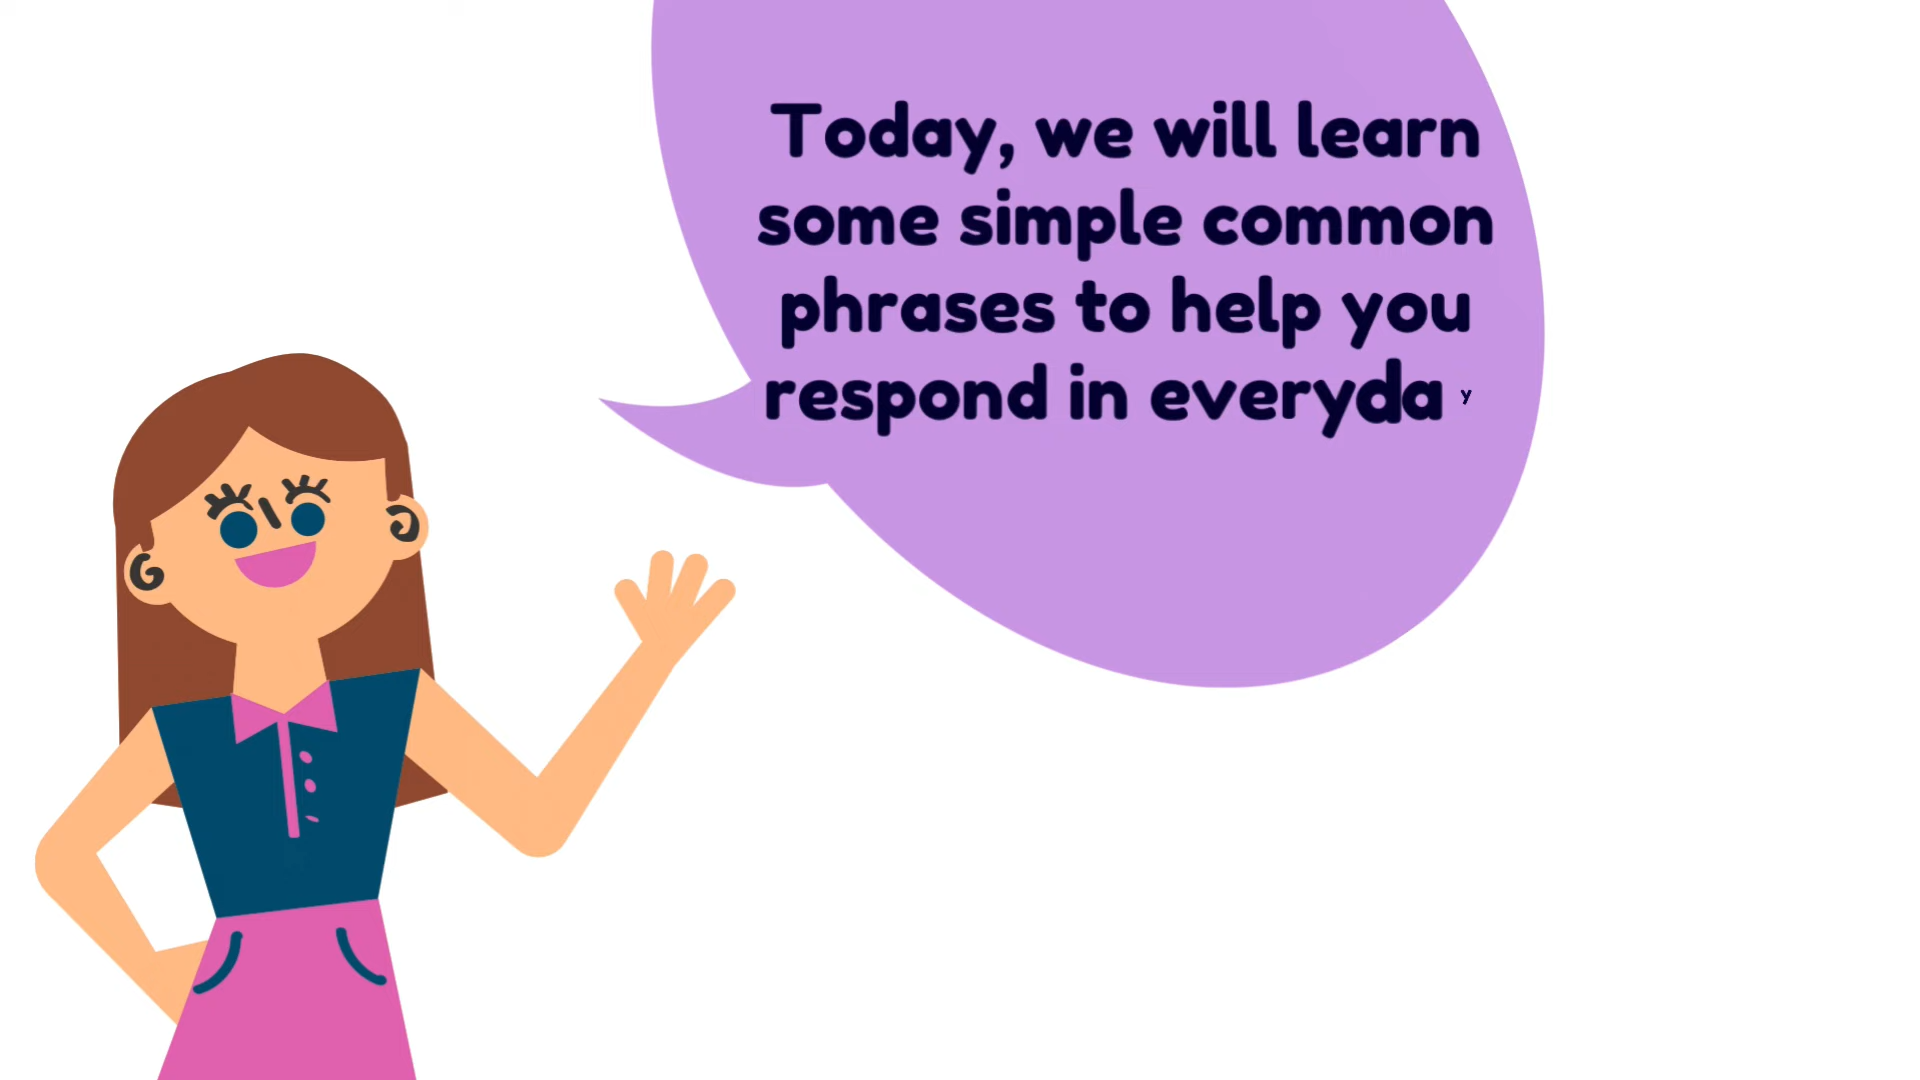 Today, we will learn
some simple common
phrases to help you
respond in everyday